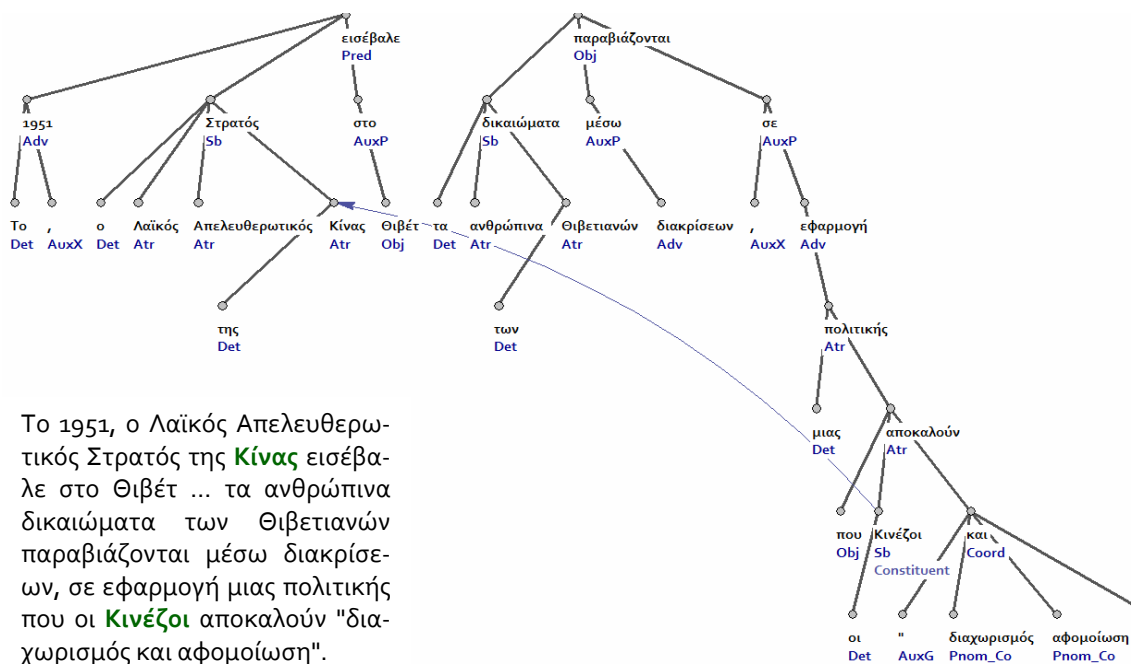 εισέβαλε παραβιάζονται
Pred Obj
1951 Στρατός στο δικαιώματα μέσω σε
Adv Sb AuxP Sb AuxP AuxP
Το , ο Λαϊκός Απελευθερωτικός Κίνας Θιβέτ τα ανθρώπινα Θιβετιανών διακρίσεων , εφαρμογή
Det AuxX Det Atr Atr Atr Obj Det Atr Atr Adv AuxX Adv
της των πολιτικής
Det Det Atr
μιας αποκαλούν
Det Atr
που Κινέζοι και
Obj Sb Coord
Constituent
οι " διαχωρισμός αφομοίωση
Det AuxG Pnom_Co Pnom_Co
Το 1951, ο Λαϊκός Απελευθερω-
τικός Στρατός της Κίνας εισέβα-
λε στο Θιβέτ ... τα ανθρώπινα
δικαιώματα των Θιβετιανών
παραβιάζονται μέσω διακρίσε-
ων, σε εφαρμογή μιας πολιτικής
που οι Κινέζοι αποκαλούν "δια-
χωρισμός και αφομοίωση".